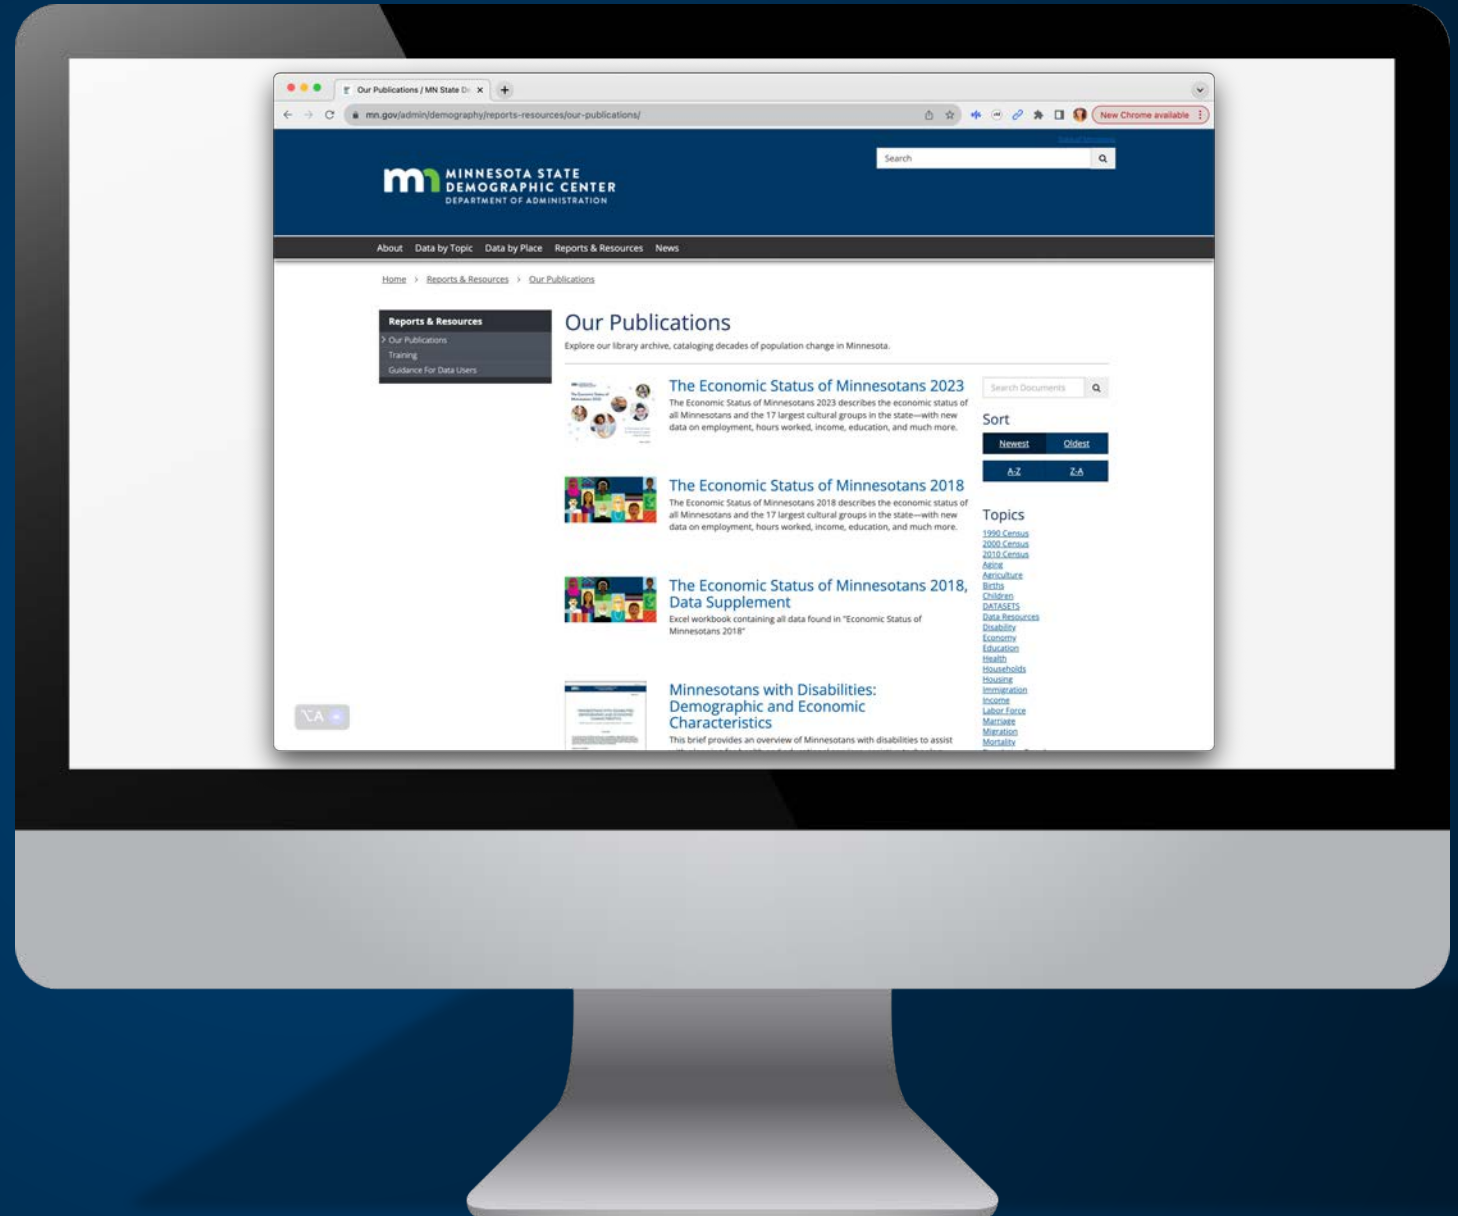 Our Publications / MN State D
mn.gov/admin/demography/reports-resources/our-publications/
New Chrome available
Search
MINNESOTA STATE
DEMOGRAPHIC CENTER
DEPARTMENT OF ADMINISTRATION
About Data by Topic Data by Place Reports & Resources News
Home > Reports & Resources > Our Publications
Reports & Resources
> Our Publications
Training
Guidance For Data Users
Our Publications
Explore our library archive, cataloging decades of population change in Minnesota.
The Economic Status of Minnesotans 2023
The Economic Status of Minnesotans 2023 describes the economic status of
all Minnesotans and the 17 largest cultural groups in the state—with new
data on employment, hours worked, income, education, and much more.
The Economic Status of Minnesotans 2018
The Economic Status of Minnesotans 2018 describes the economic status of
all Minnesotans and the 17 largest cultural groups in the state—with new
data on employment, hours worked, income, education, and much more.
The Economic Status of Minnesotans 2018,
Data Supplement
Excel workbook containing all data found in "Economic Status of
Minnesotans 2018"
Minnesotans with Disabilities:
Demographic and Economic
Characteristics
This brief provides an overview of Minnesotans with disabilities to assist
Search Documents
Sort
Newest Oldest
A-Z Z-A
Topics
1990 Census
2000 Census
2010 Census
Aging
Agriculture
Births
Children
DATASETS
Data Resources
Disability
Economy
Education
Health
Households
Housing
Immigration
Income
Labor Force
Marriage
Migration
Mortality
⌥A